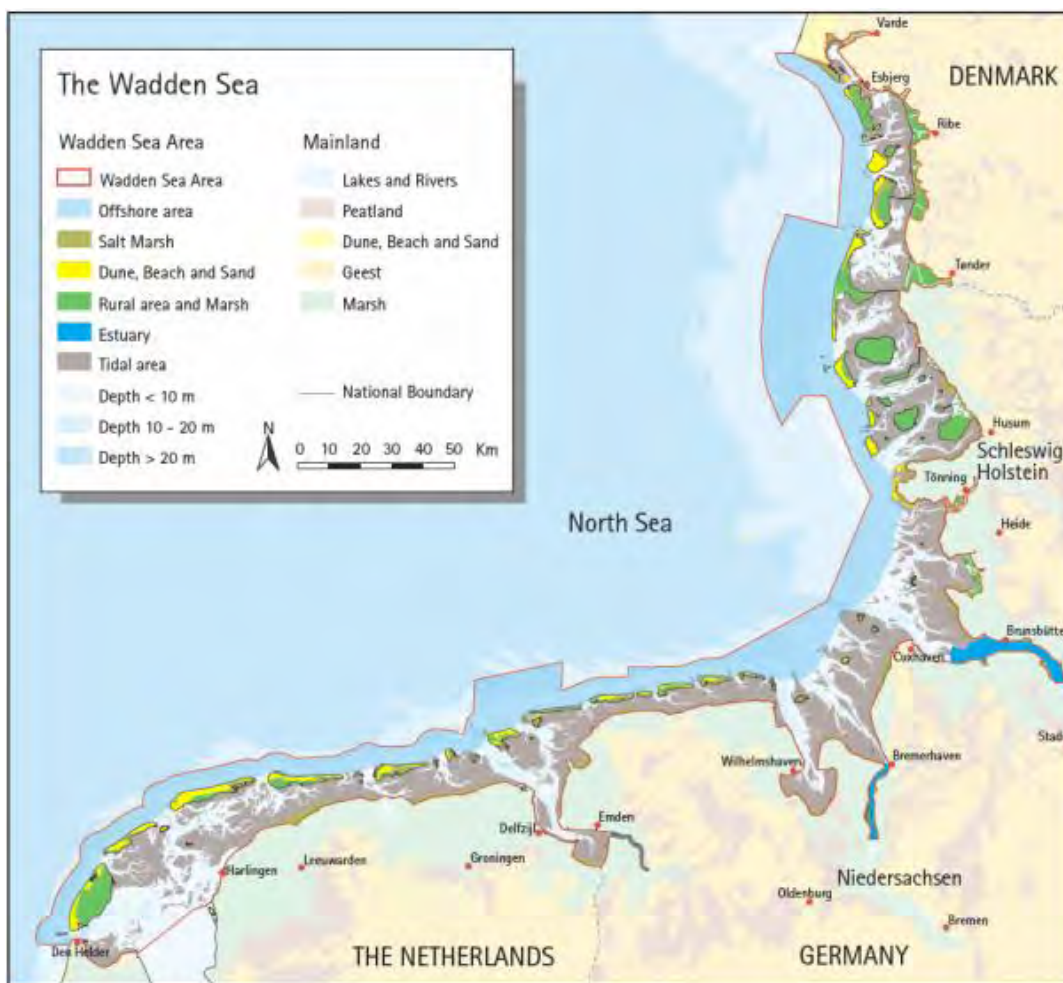 The Wadden Sea
Wadden Sea Area
Wadden Sea Area
Offshore area
Salt Marsh
Dune, Beach and Sand
Rural area and Marsh
Estuary
Tidal area
Depth < 10 m
Depth 10 - 20 m
Depth > 20 m
Mainland
Lakes and Rivers
Peatland
Dune, Beach and Sand
Geest
Marsh
National Boundary
N
0 10 20 30 40 50 Km
Varde
Esbjerg
DENMARK
Ribe
Tønder
Husum
Schleswig
Holstein
Tönning
North Sea
Heide
Brunsbütte
Cuxhaven
Stad
Wilhelmshaven
Bremerhaven
Emden
Delfzijl
Harlingen
Leeuwarden
Groningen
Niedersachsen
Oldenburg
Bremen
Den Helder
THE NETHERLANDS
GERMANY